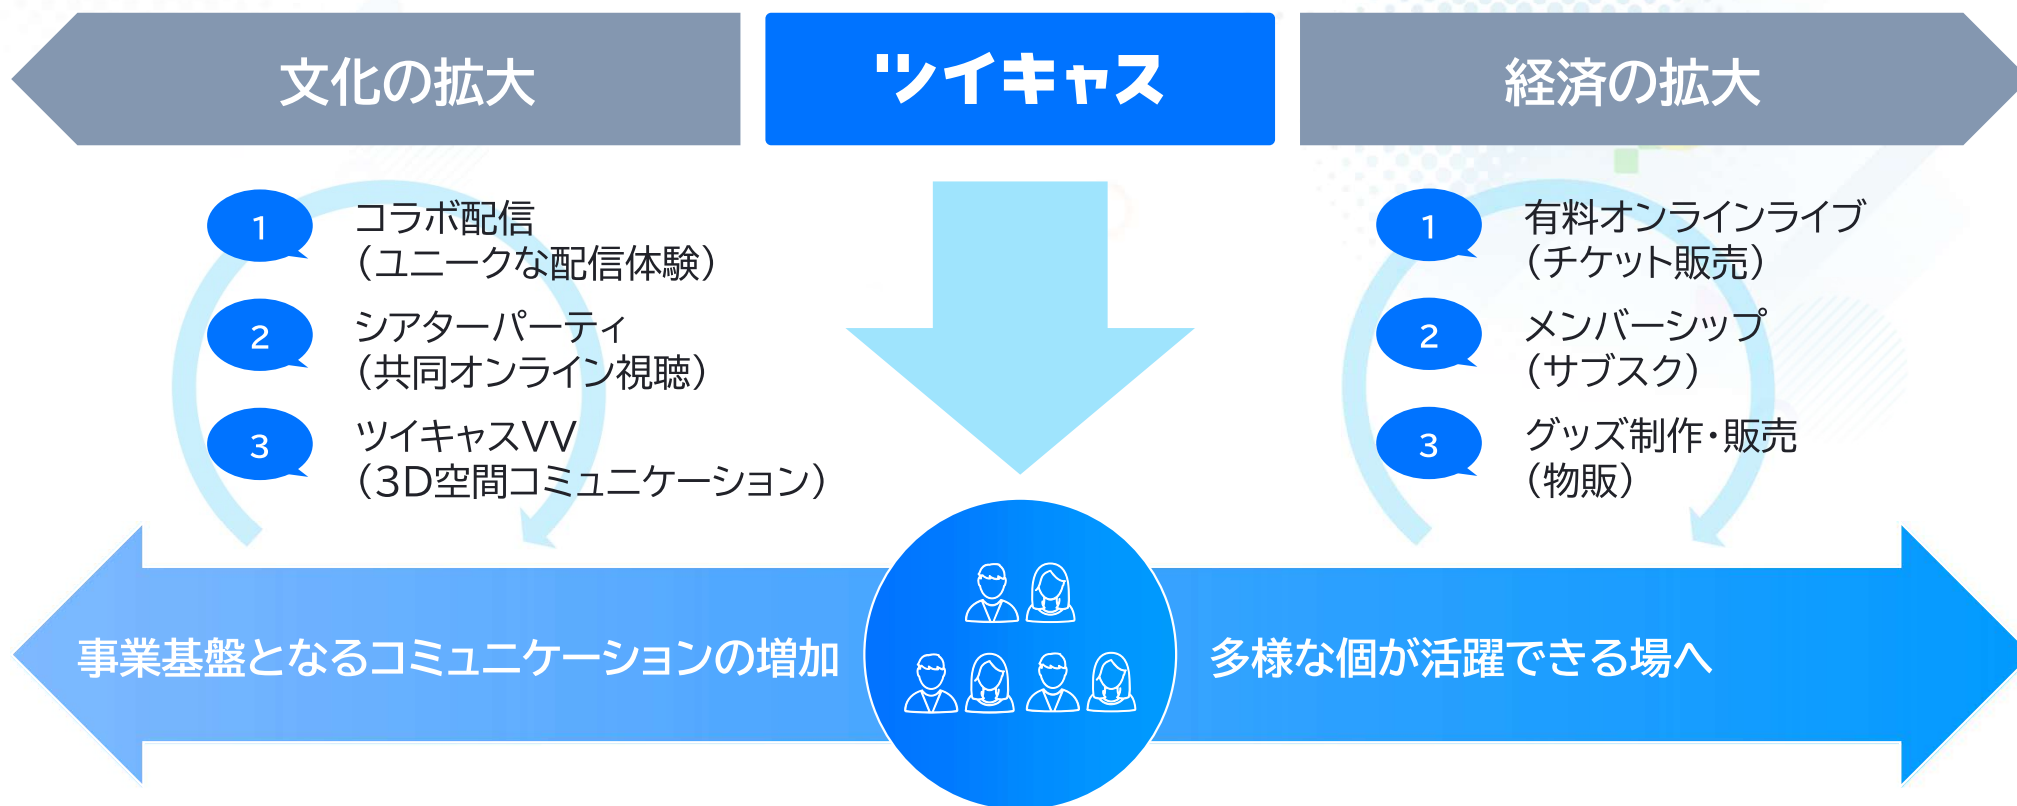 文化の拡大
ツイキャス
経済の拡大
1
コラボ配信
（ユニークな配信体験）
2
シアターパーティ
（共同オンライン視聴）
3
ツイキャスVV
（3D空間コミュニケーション）
1
有料オンラインライブ
（チケット販売）
2
メンバーシップ
（サブスク）
3
グッズ制作・販売
（物販）
事業基盤となるコミュニケーションの増加
多様な個が活躍できる場へ